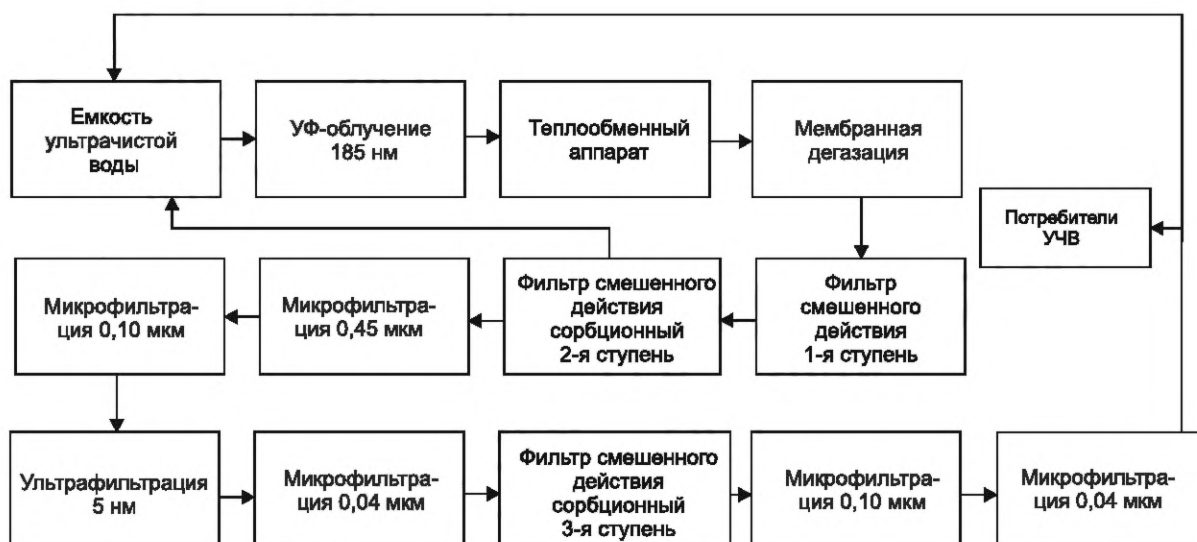 Емкость
ультрачистой
воды
УФ-облучение
185 нм
Теплообменный
аппарат
Мембранная
дегазация
Потребители
УЧВ
Микрофильтра-
ция 0,10 мкм
Микрофильтра-
ция 0,45 мкм
Фильтр смешенного
действия
сорбционный
2-я ступень
Фильтр
смешенного
действия
1-я ступень
Ультрафильтрация
5 нм
Микрофильтра-
ция 0,04 мкм
Фильтр смешенного
действия
сорбционный
3-я ступень
Микрофильтра-
ция 0,10 мкм
Микрофильтра-
ция 0,04 мкм